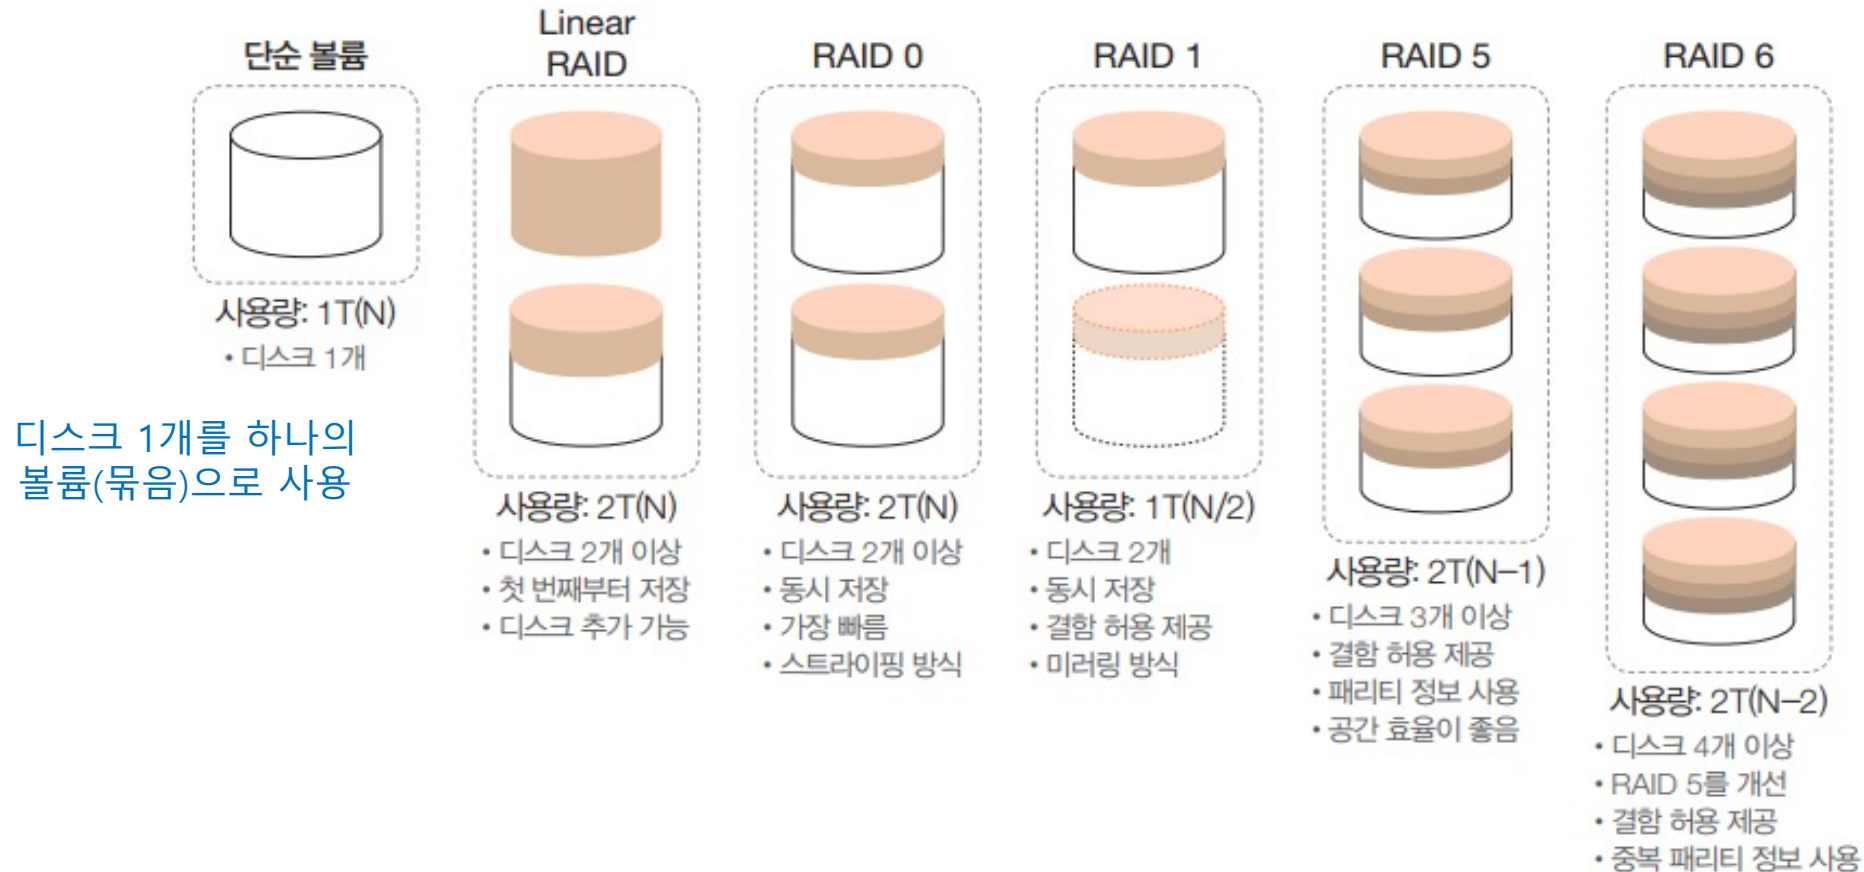 단순 볼륨
사용량: 1T(N)
• 디스크 1개
디스크 1개를 하나의
볼륨(묶음)으로 사용
Linear
RAID
사용량: 2T(N)
• 디스크 2개 이상
• 첫 번째부터 저장
• 디스크 추가 가능
RAID 0
사용량: 2T(N)
• 디스크 2개 이상
• 동시 저장
• 가장 빠름
• 스트라이핑 방식
RAID 1
사용량: 1T(N/2)
• 디스크 2개
• 동시 저장
• 결함 허용 제공
• 미러링 방식
RAID 5
사용량: 2T(N–1)
• 디스크 3개 이상
• 결함 허용 제공
• 패리티 정보 사용
• 공간 효율이 좋음
RAID 6
사용량: 2T(N–2)
• 디스크 4개 이상
• RAID 5를 개선
• 결함 허용 제공
• 중복 패리티 정보 사용